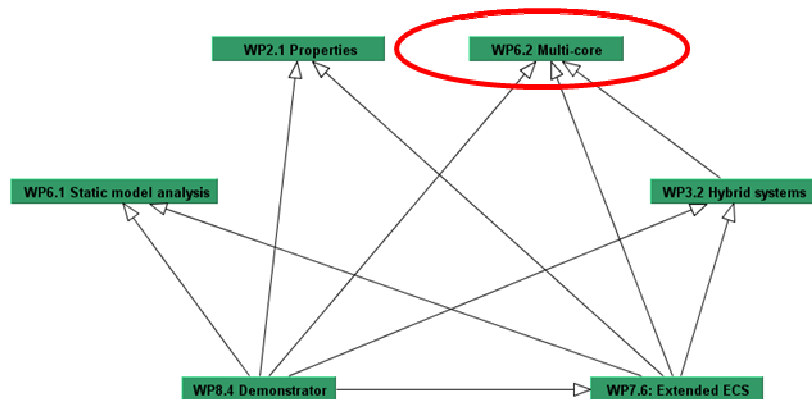 WP2.1 Properties
WP6.2 Multi-core
WP6.1 Static model analysis
WP3.2 Hybrid systems
WP8.4 Demonstrator
WP7.6: Extended ECS